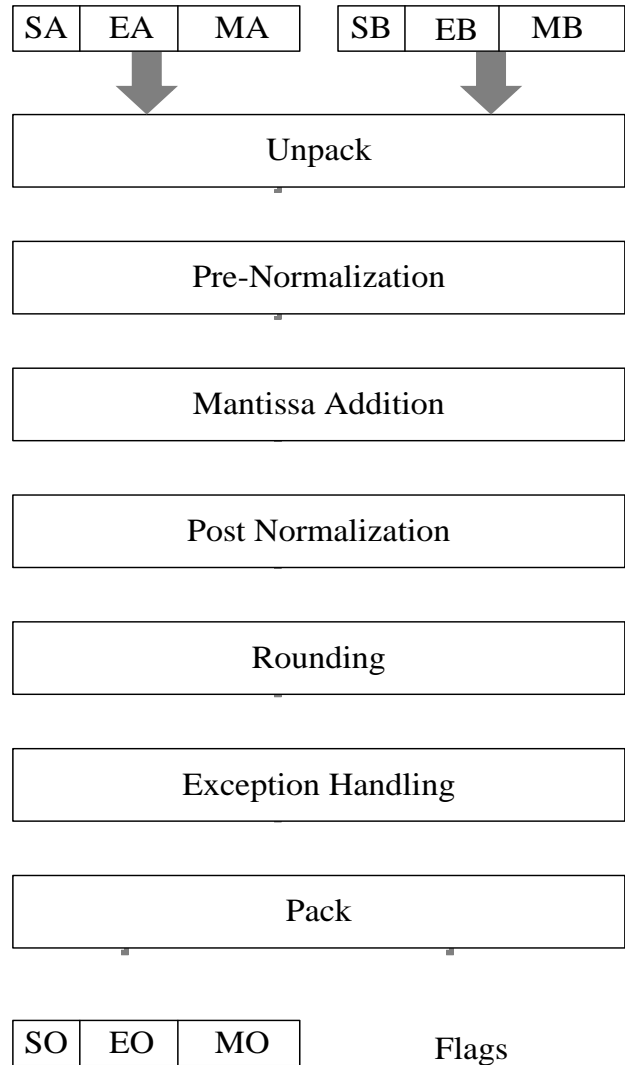 SA EA MA SB EB MB
Unpack
Pre-Normalization
Mantissa Addition
Post Normalization
Rounding
Exception Handling
Pack
SO EO MO Flags